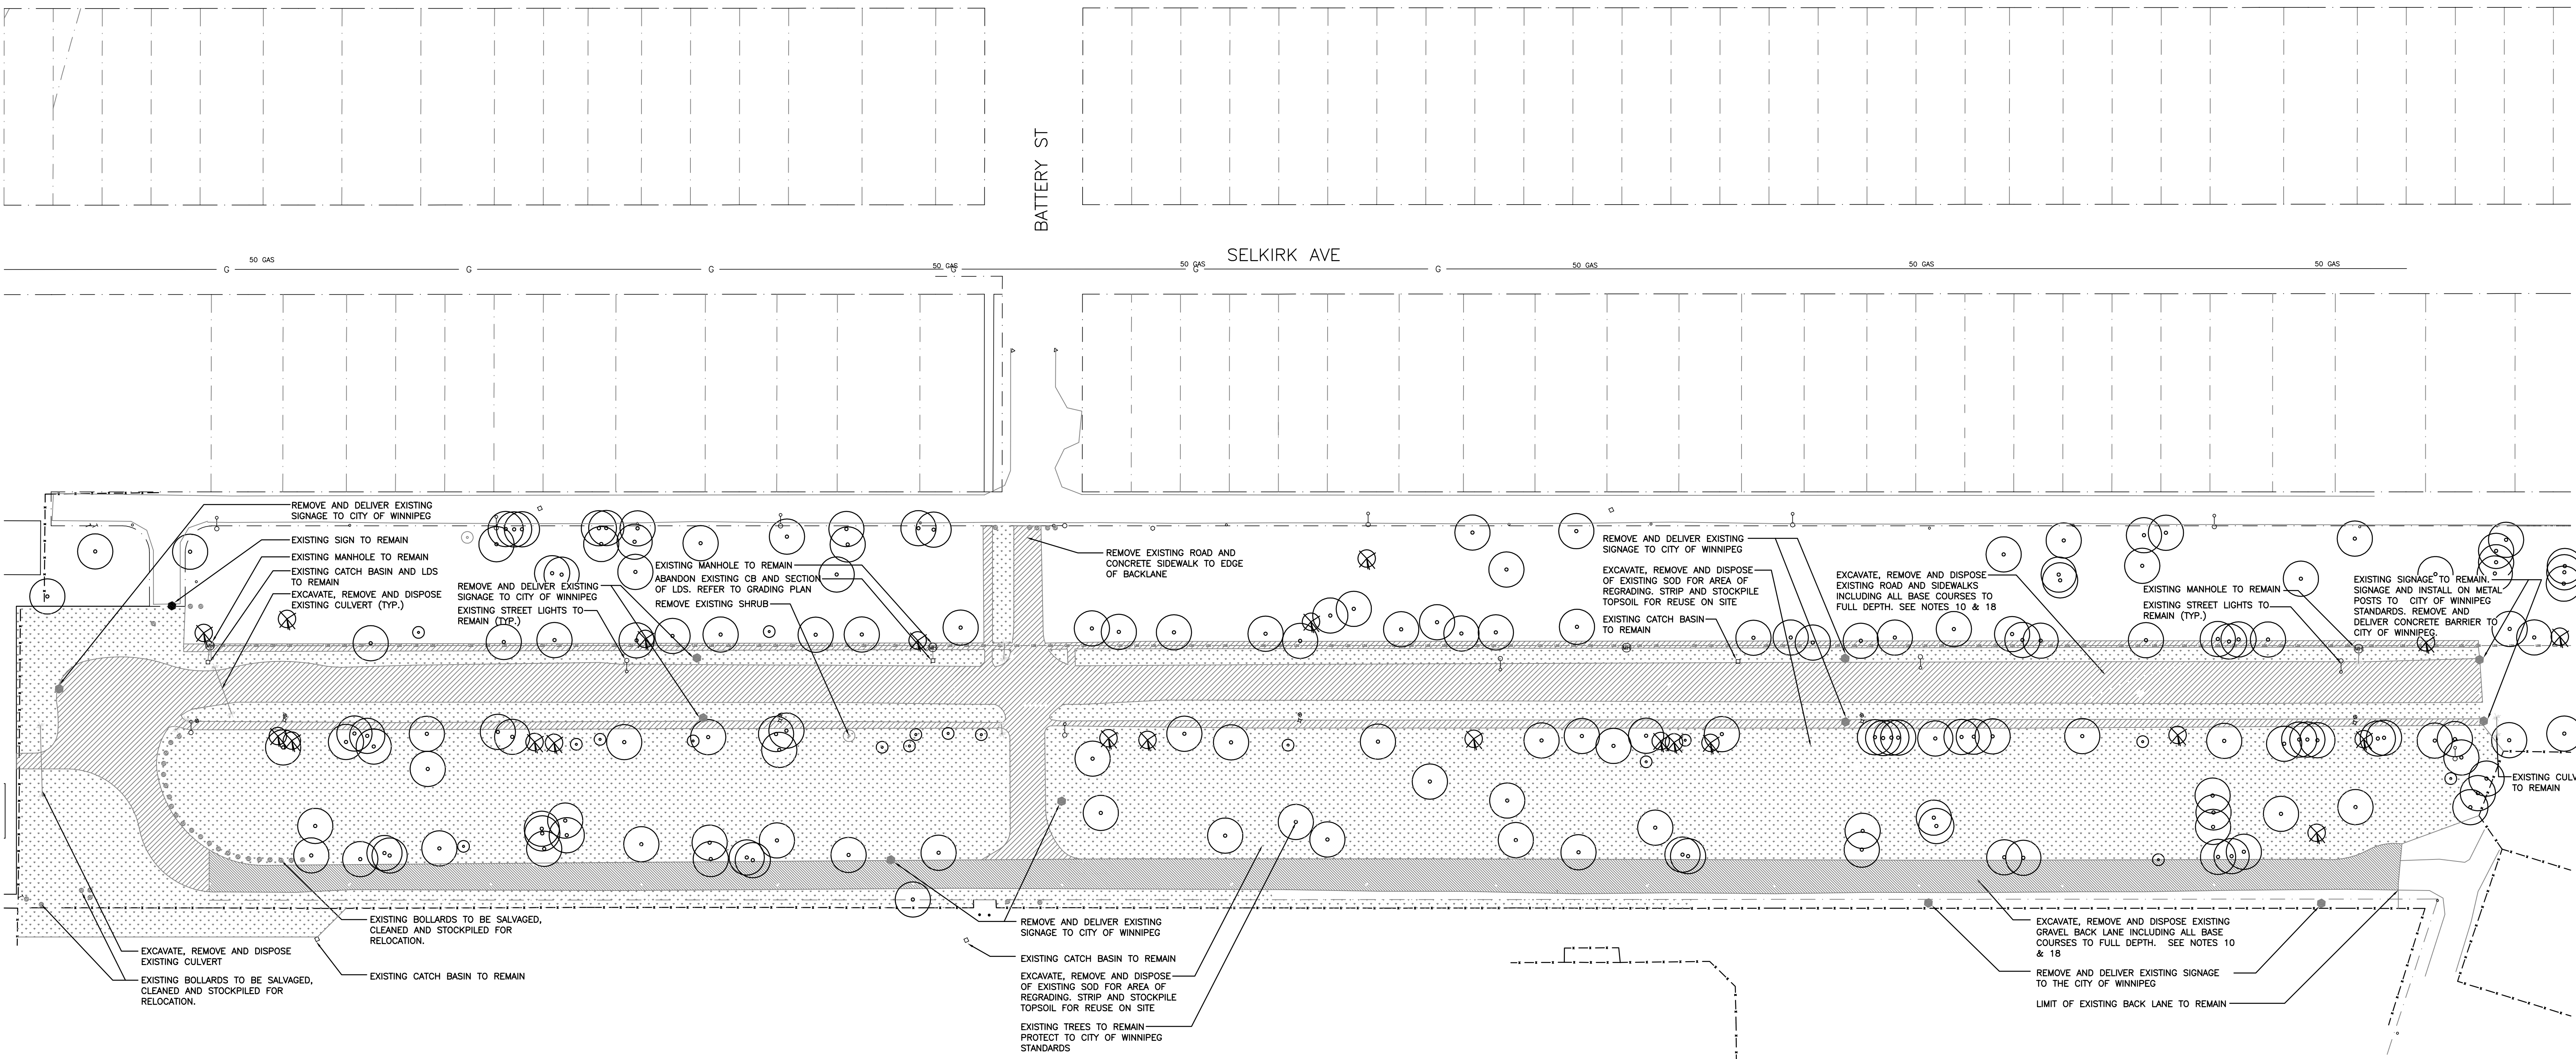 BATTERY ST
SELKIRK AVE
50 GAS
50 GAS
50 GAS
50 GAS
50 GAS
50 GAS
G
G
G
G
G
G
REMOVE AND DELIVER EXISTING
SIGNAGE TO CITY OF WINNIPEG
EXISTING SIGN TO REMAIN
EXISTING MANHOLE TO REMAIN
EXISTING CATCH BASIN AND LDS
TO REMAIN
EXCAVATE, REMOVE AND DISPOSE
EXISTING CULVERT (TYP.)
REMOVE AND DELIVER EXISTING
SIGNAGE TO CITY OF WINNIPEG
EXISTING STREET LIGHTS TO
REMAIN (TYP.)
EXISTING MANHOLE TO REMAIN
ABANDON EXISTING CB AND SECTION
OF LDS. REFER TO GRADING PLAN
REMOVE EXISTING SHRUB
REMOVE EXISTING ROAD AND
CONCRETE SIDEWALK TO EDGE
OF BACKLANE
REMOVE AND DELIVER EXISTING
SIGNAGE TO CITY OF WINNIPEG
EXCAVATE, REMOVE AND DISPOSE
OF EXISTING SOD FOR AREA OF
REGRADING. STRIP AND STOCKPILE
TOPSOIL FOR REUSE ON SITE
EXISTING CATCH BASIN
TO REMAIN
EXCAVATE, REMOVE AND DISPOSE
EXISTING ROAD AND SIDEWALKS
INCLUDING ALL BASE COURSES TO
FULL DEPTH. SEE NOTES 10 & 18
EXISTING MANHOLE TO REMAIN
EXISTING STREET LIGHTS TO
REMAIN (TYP.)
EXISTING SIGNAGE TO REMAIN.
SIGNAGE AND INSTALL ON METAL
POSTS TO CITY OF WINNIPEG
STANDARDS. REMOVE AND
DELIVER CONCRETE BARRIER TO
CITY OF WINNIPEG.
EXISTING CULV
TO REMAIN
EXCAVATE, REMOVE AND DISPOSE
EXISTING CULVERT
EXISTING BOLLARDS TO BE SALVAGED,
CLEANED AND STOCKPILED FOR
RELOCATION.
EXISTING BOLLARDS TO BE SALVAGED,
CLEANED AND STOCKPILED FOR
RELOCATION.
EXISTING CATCH BASIN TO REMAIN
REMOVE AND DELIVER EXISTING
SIGNAGE TO CITY OF WINNIPEG
EXISTING CATCH BASIN TO REMAIN
EXCAVATE, REMOVE AND DISPOSE
OF EXISTING SOD FOR AREA OF
REGRADING. STRIP AND STOCKPILE
TOPSOIL FOR REUSE ON SITE
EXISTING TREES TO REMAIN
PROTECT TO CITY OF WINNIPEG
STANDARDS
EXCAVATE, REMOVE AND DISPOSE EXISTING
GRAVEL BACK LANE INCLUDING ALL BASE
COURSES TO FULL DEPTH. SEE NOTES 10
& 18
REMOVE AND DELIVER EXISTING SIGNAGE
TO THE CITY OF WINNIPEG
LIMIT OF EXISTING BACK LANE TO REMAIN